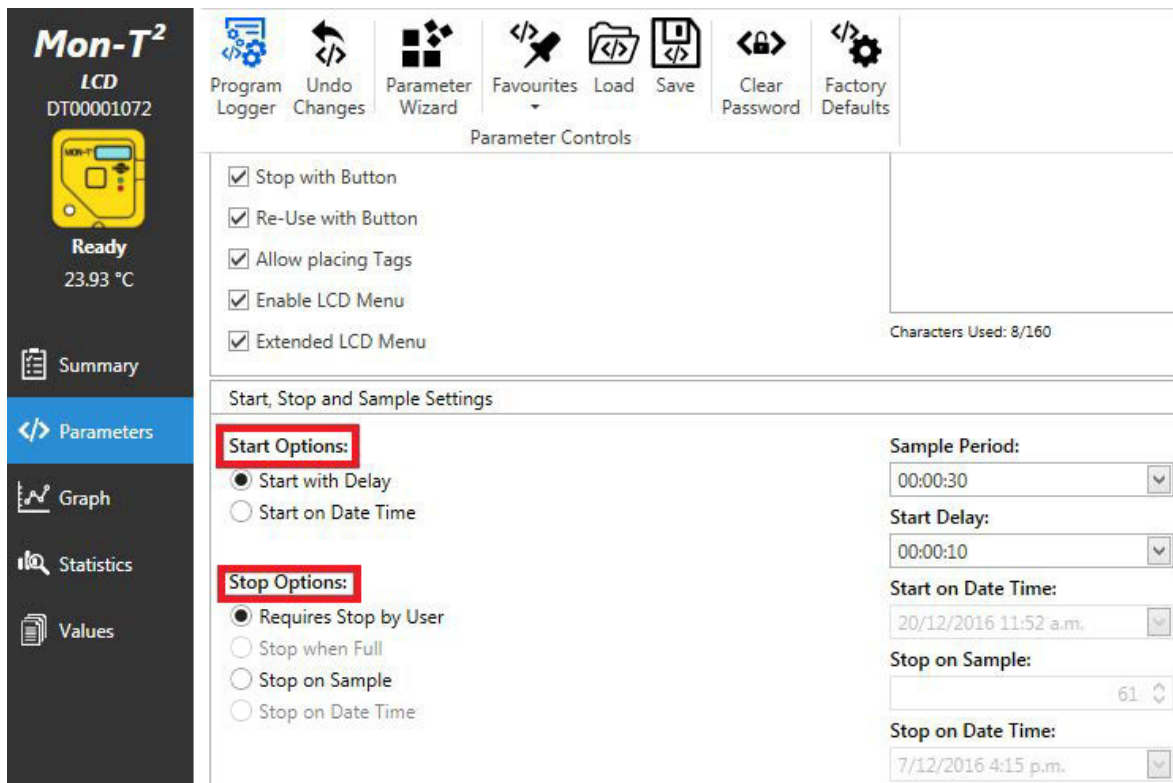 Mon-T²
LCD
DT00001072
MON-T²
Ready
23.93 °C
Summary
</> Parameters
Graph
Statistics
Values
Program Logger
Undo Changes
Parameter Wizard
Favourites
Load
Save
Clear Password
Factory Defaults
Parameter Controls
Stop with Button
Re-Use with Button
Allow placing Tags
Enable LCD Menu
Extended LCD Menu
Characters Used: 8/160
Start, Stop and Sample Settings
Start Options:
Start with Delay
Start on Date Time
Stop Options:
Requires Stop by User
Stop when Full
Stop on Sample
Stop on Date Time
Sample Period:
00:00:30
Start Delay:
00:00:10
Start on Date Time:
20/12/2016 11:52 a.m.
Stop on Sample:
61
Stop on Date Time:
7/12/2016 4:15 p.m.